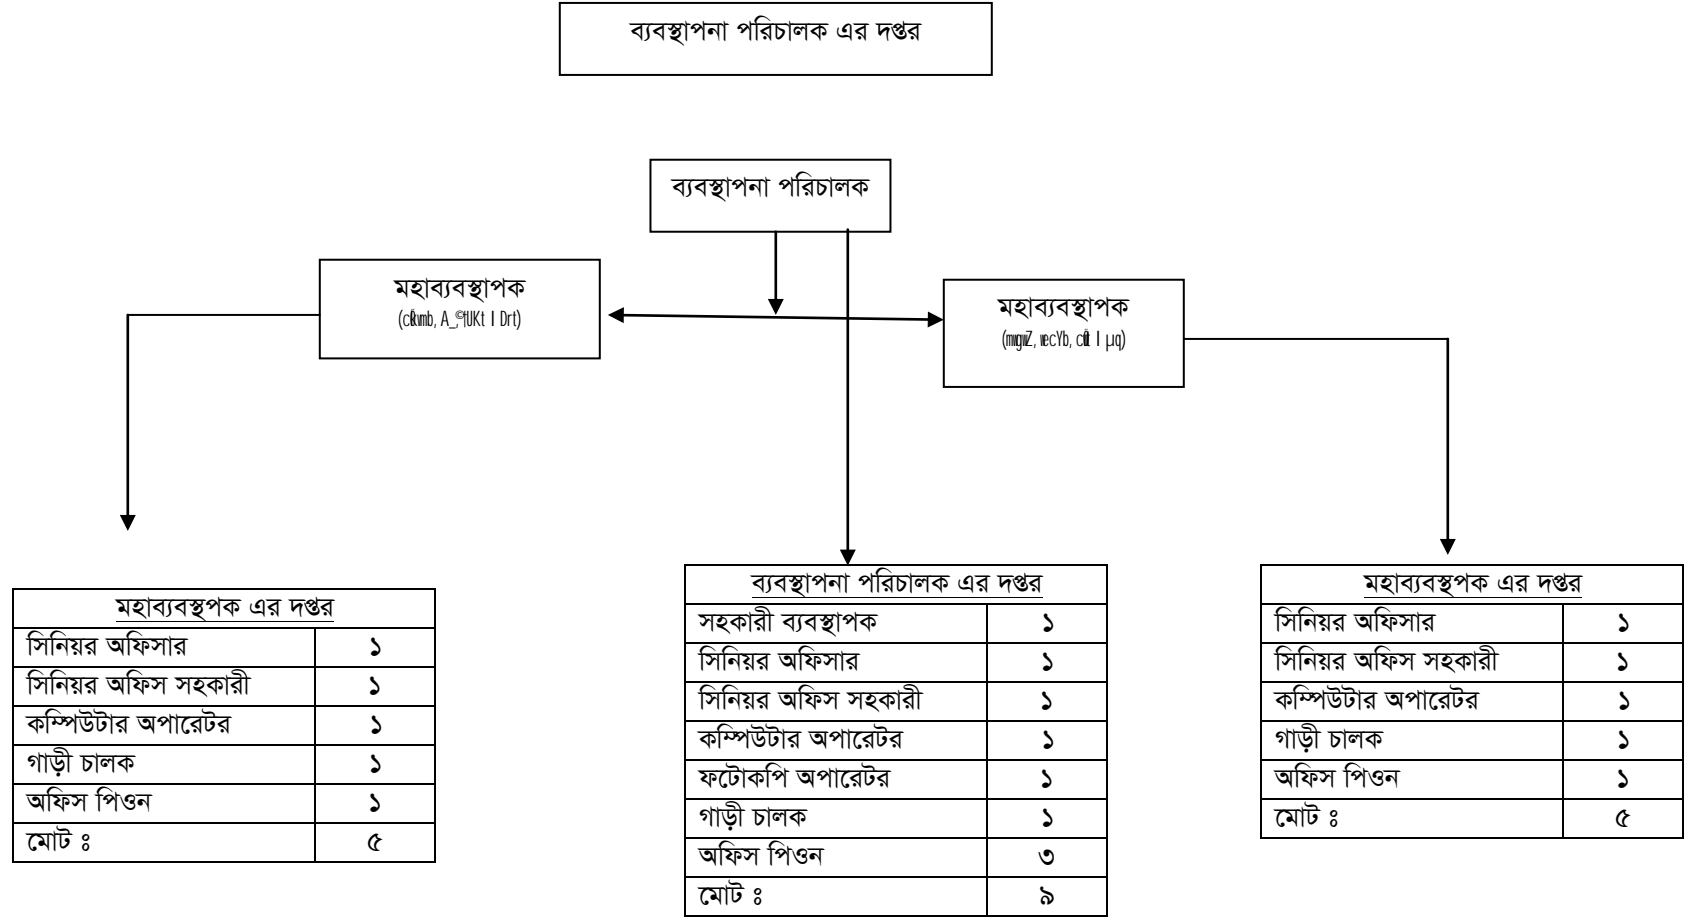 ব্যবস্থাপনা পরিচালক এর দপ্তর
ব্যবস্থাপনা পরিচালক
মহাব্যবস্থাপক
মহাব্যবস্থাপক
মহাব্যবস্থপক এর দপ্তর
সিনিয়র অফিসার ১
সিনিয়র অফিস সহকারী ১
কম্পিউটার অপারেটর ১
গাড়ী চালক ১
অফিস পিওন ১
মোট ঃ ৫
ব্যবস্থাপনা পরিচালক এর দপ্তর
সহকারী ব্যবস্থাপক ১
সিনিয়র অফিসার ১
সিনিয়র অফিস সহকারী ১
কম্পিউটার অপারেটর ১
ফটোকপি অপারেটর ১
গাড়ী চালক ১
অফিস পিওন ৩
মোট ঃ ৯
মহাব্যবস্থপক এর দপ্তর
সিনিয়র অফিসার ১
সিনিয়র অফিস সহকারী ১
কম্পিউটার অপারেটর ১
গাড়ী চালক ১
অফিস পিওন ১
মোট ঃ ৫